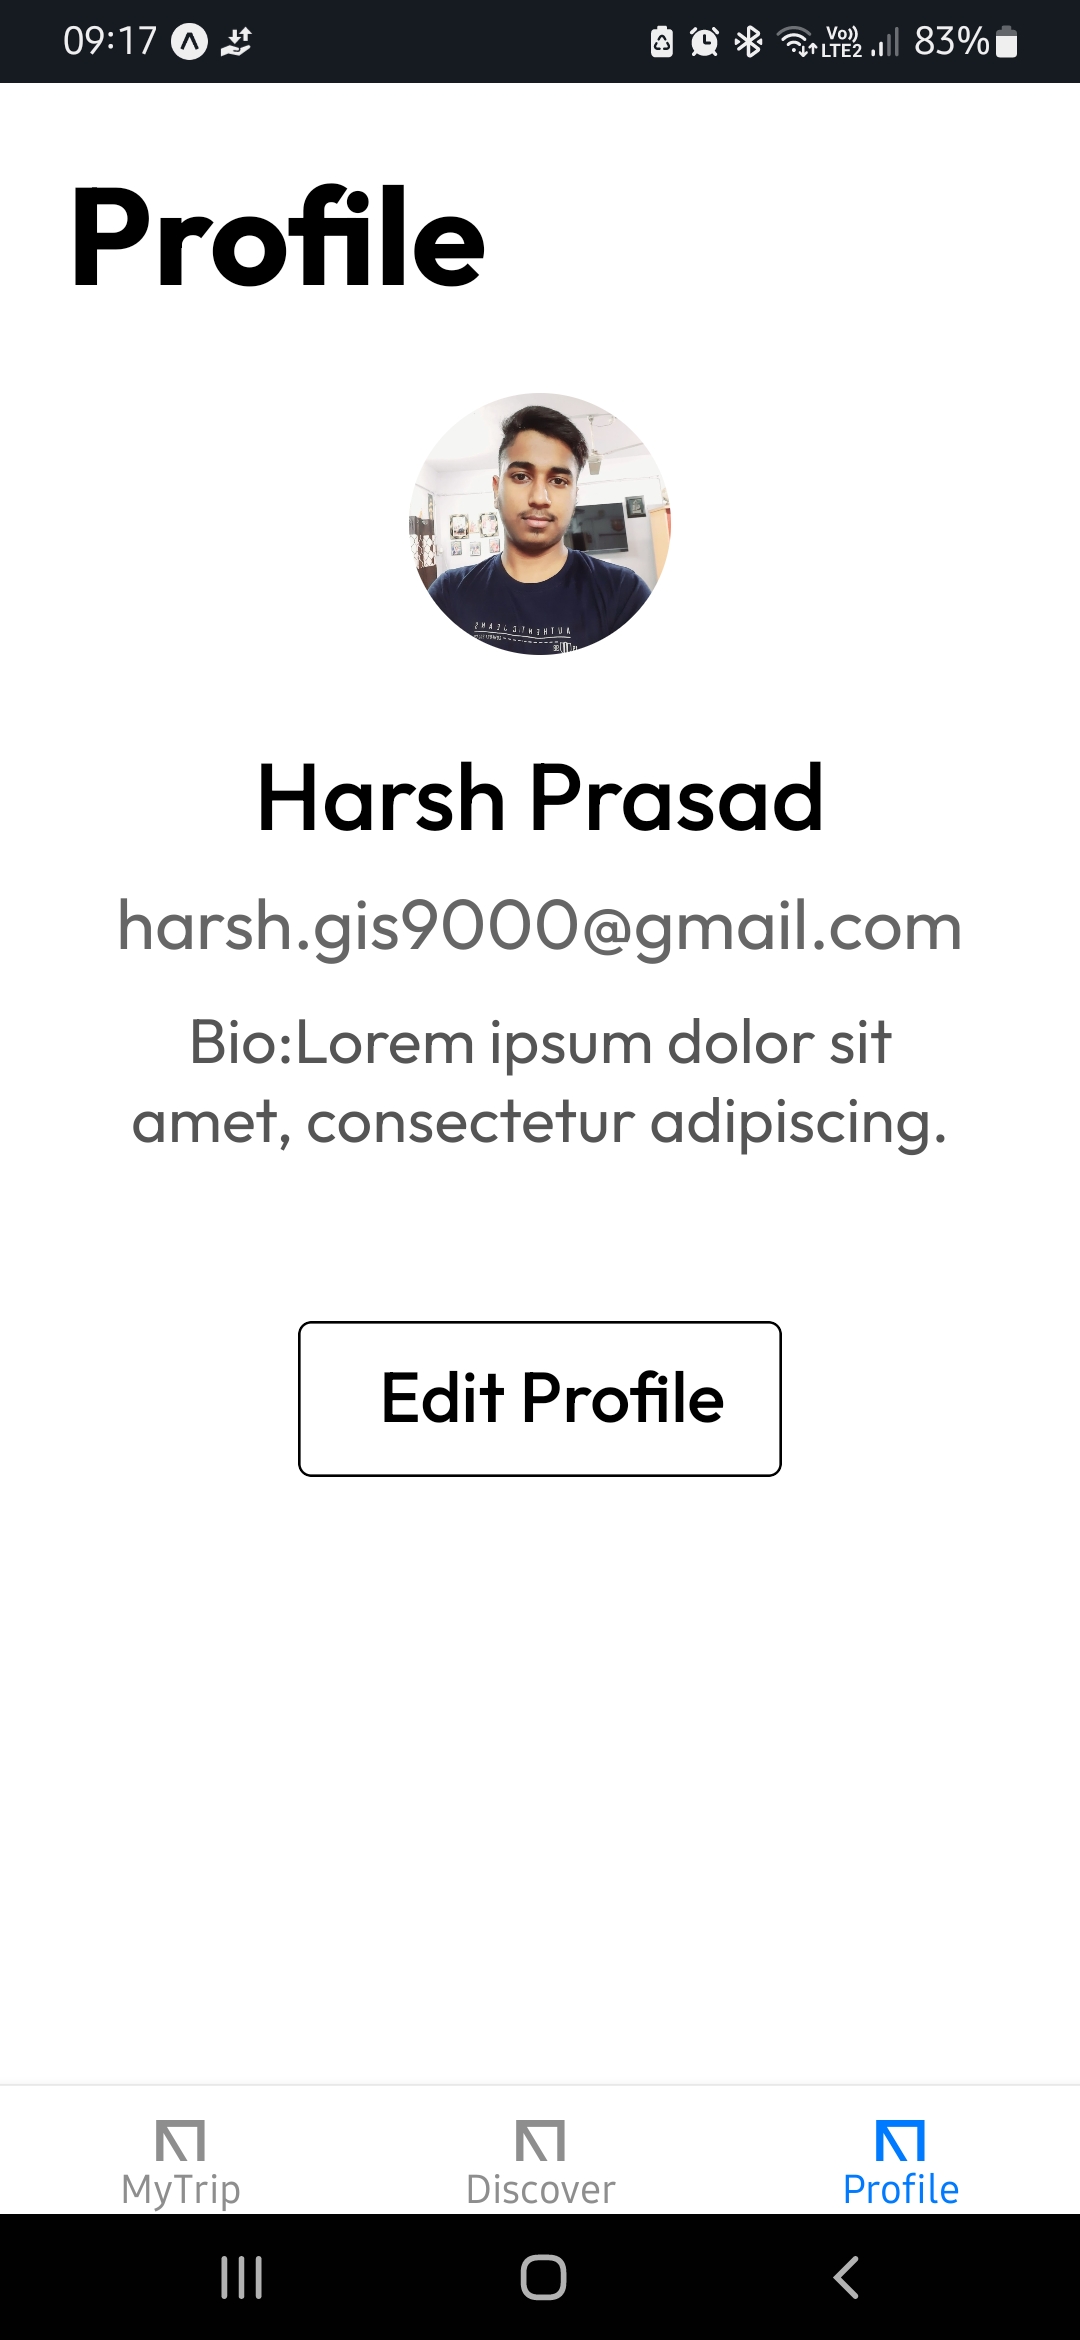 09:17
Vo))
LTE2
83%
Profile
Harsh Prasad
harsh.gis9000@gmail.com
Bio:Lorem ipsum dolor sit
amet, consectetur adipiscing.
Edit Profile
MyTrip
Discover
Profile